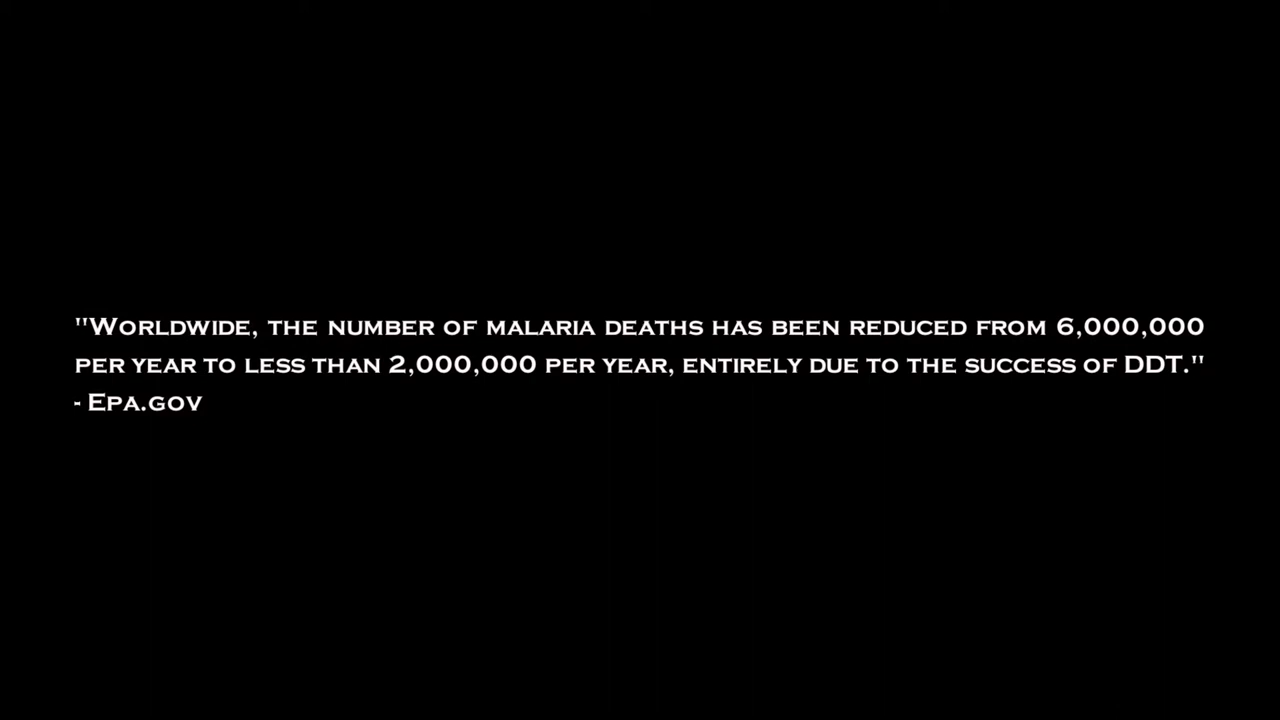 "Worldwide, the number of malaria deaths has been reduced from 6,000,000
per year to less than 2,000,000 per year, entirely due to the success of DDT."
- Epa.gov